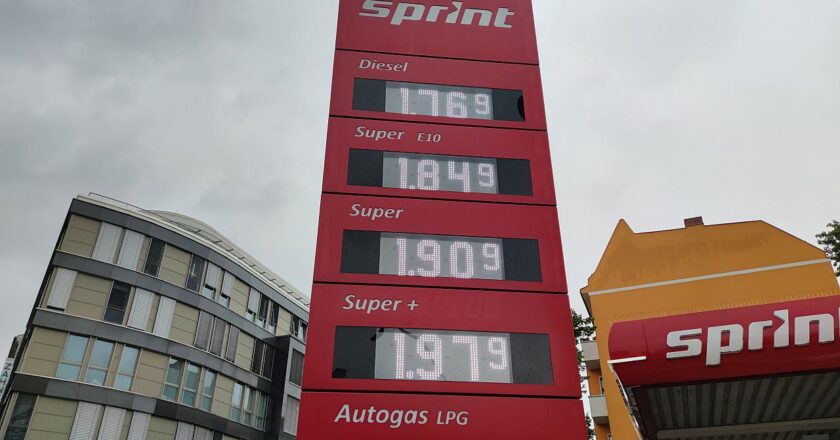 sprint
Diesel
1.769
Super E10
1.849
Super
1.909
Super +
1.979
Autogas LPG
sprint